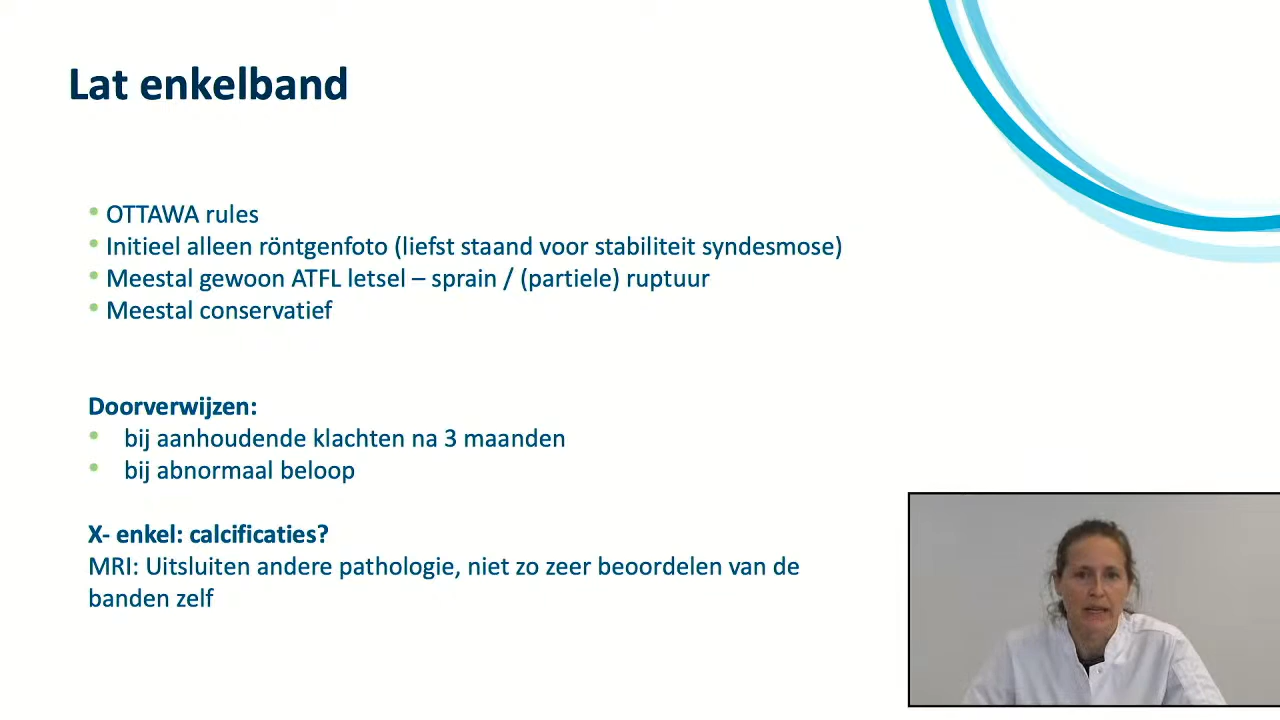 Lat enkelband
• OTTAWA rules
• Initieel alleen röntgenfoto (liefst staand voor stabiliteit syndesmose)
• Meestal gewoon ATFL letsel – sprain / (partiele) ruptuur
• Meestal conservatief
Doorverwijzen:
• bij aanhoudende klachten na 3 maanden
• bij abnormaal beloop
X- enkel: calcificaties?
MRI: Uitsluiten andere pathologie, niet zo zeer beoordelen van de
banden zelf